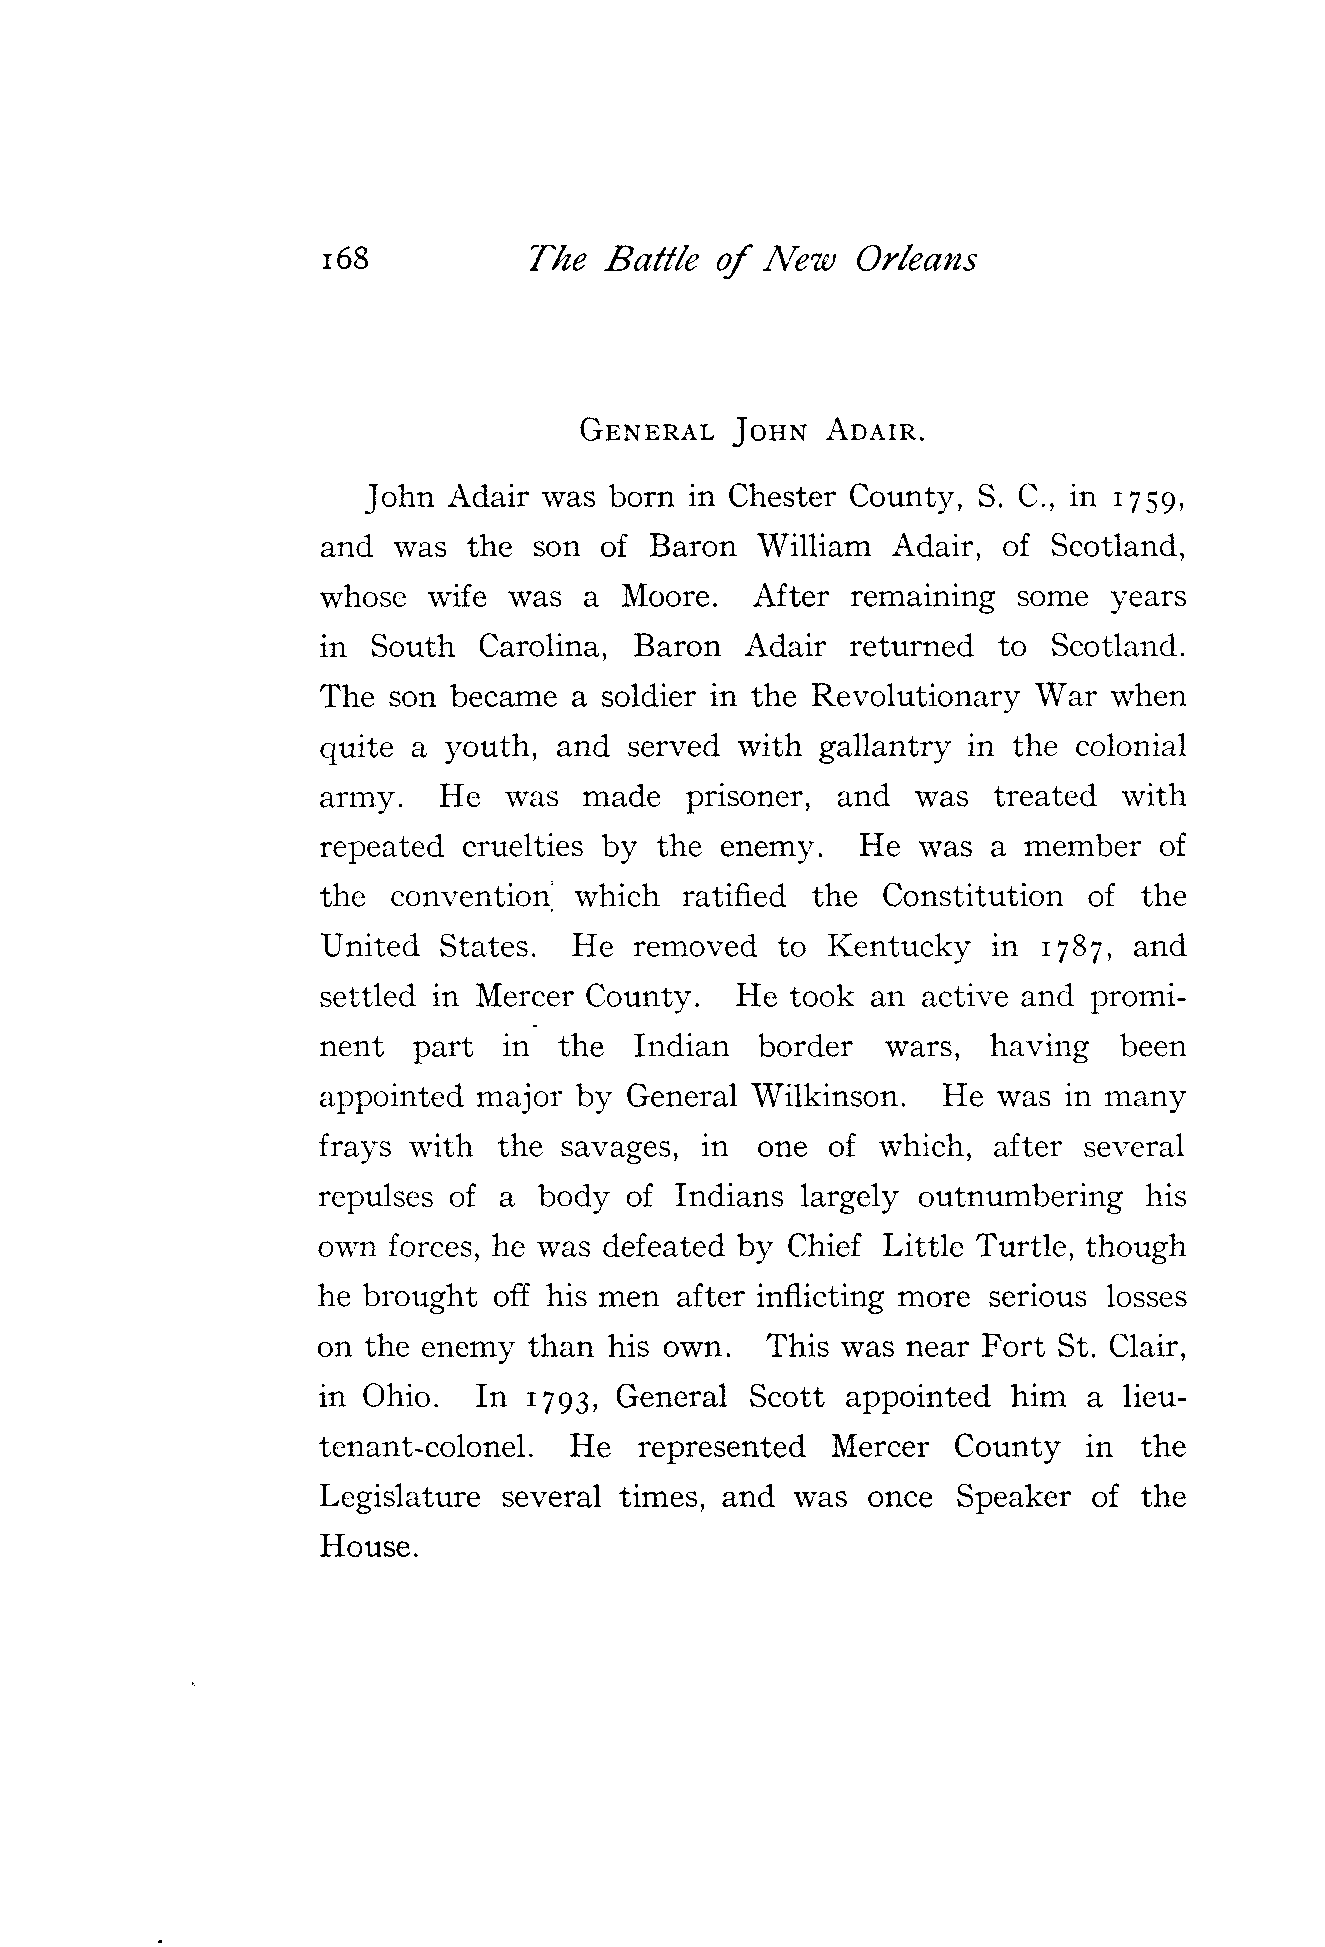 168 The Battle of New Orleans
GENERAL JOHN ADAIR.
John Adair was born in Chester County, S. C., in 1759,
and was the son of Baron William Adair, of Scotland,
whose wife was a Moore. After remaining some years
in South Carolina, Baron Adair returned to Scotland.
The son became a soldier in the Revolutionary War when
quite a youth, and served with gallantry in the colonial
army. He was made prisoner, and was treated with
repeated cruelties by the enemy. He was a member of
the convention which ratified the Constitution of the
United States. He removed to Kentucky in 1787, and
settled in Mercer County. He took an active and promi-
nent part in the Indian border wars, having been
appointed major by General Wilkinson. He was in many
frays with the savages, in one of which, after several
repulses of a body of Indians largely outnumbering his
own forces, he was defeated by Chief Little Turtle, though
he brought off his men after inflicting more serious losses
on the enemy than his own. This was near Fort St. Clair,
in Ohio. In 1793, General Scott appointed him a lieu-
tenant-colonel. He represented Mercer County in the
Legislature several times, and was once Speaker of the
House.